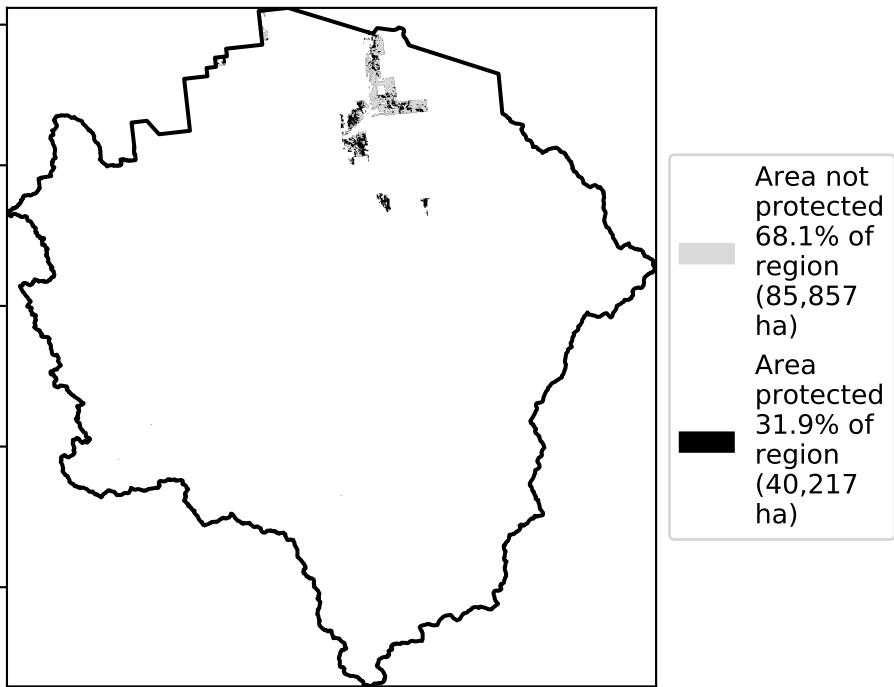 Area not
protected
68.1% of
region
(85,857
ha)
Area
protected
31.9% of
region
(40,217
ha)